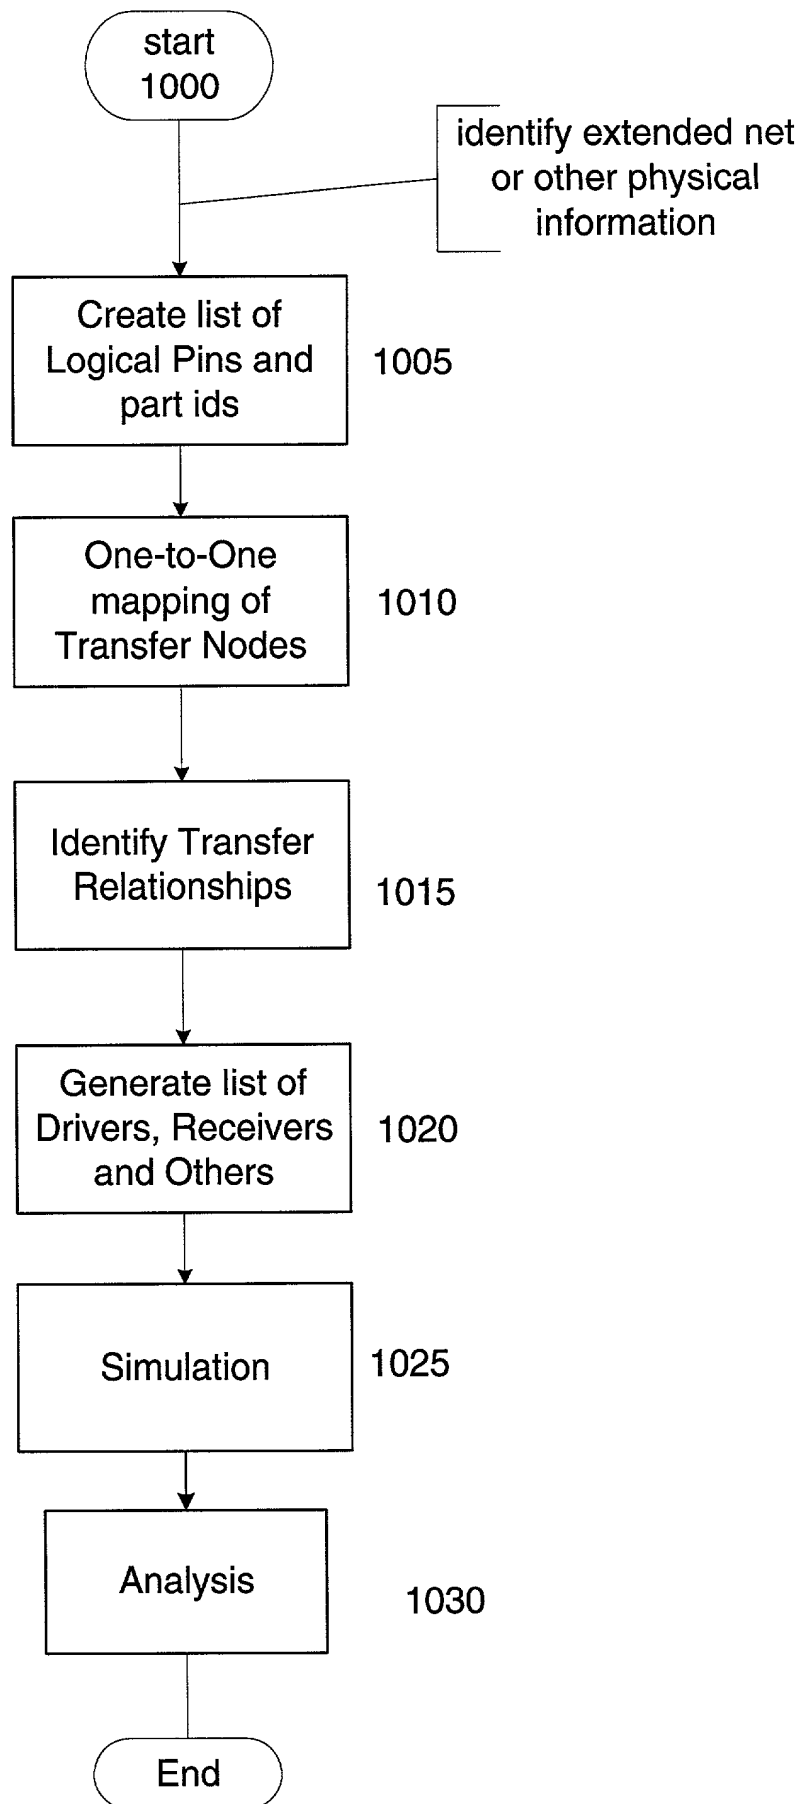 start
1000
identify extended net
or other physical
information
Create list of
Logical Pins and
part ids
1005
One-to-One
mapping of
Transfer Nodes
1010
Identify Transfer
Relationships
1015
Generate list of
Drivers, Receivers
and Others
1020
Simulation
1025
Analysis
1030
End